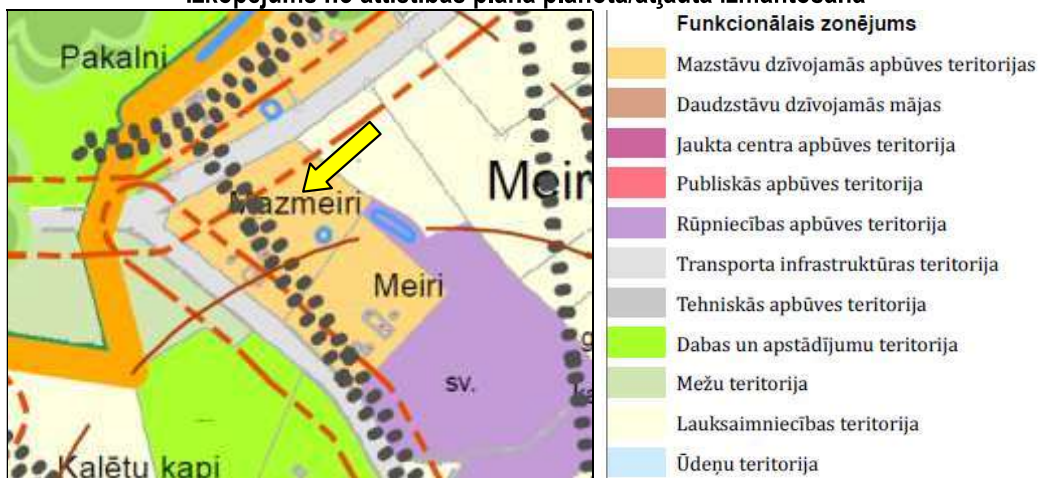 Izkopējums no attīstības plāna plānotā/atļautā izmantošana
Funkcionālais zonējums
Pakalni
Mazstāvu dzīvojamās apbūves teritorijas
Daudzstāvu dzīvojamās mājas
Jaukta centra apbūves teritorija
Meir
Publiskās apbūves teritorija
Mazmeiri
Rūpniecības apbūves teritorija
Transporta infrastruktūras teritorija
Meiri
Tehniskās apbūves teritorija
Dabas un apstādījumu teritorija
sv.
Mežu teritorija
Lauksaimniecības teritorija
Kalētu kapi
Ūdeņu teritorija